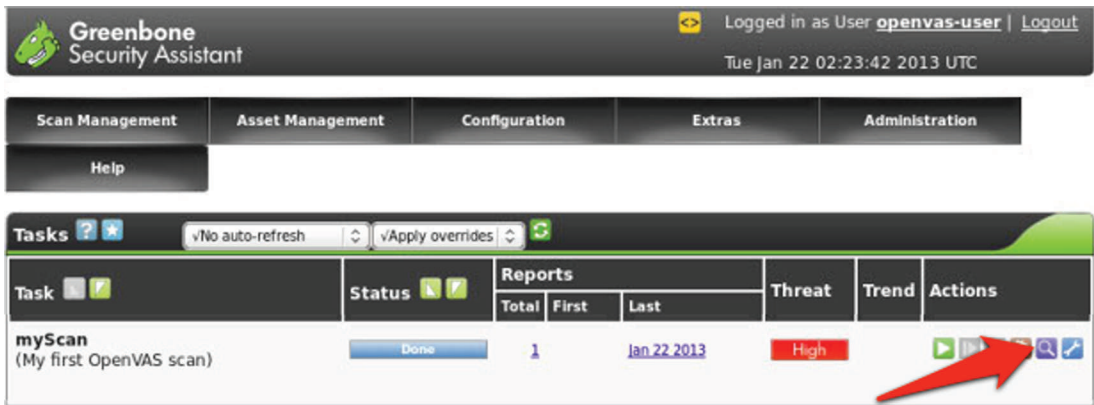 Greenbone
Security Assistant
<> Logged in as User openvas-user | Logout
Tue Jan 22 02:23:42 2013 UTC
Scan Management Asset Management Configuration Extras Administration
Help
Tasks ? √No auto-refresh √Apply overrides
Task Status Reports Threat Trend Actions
Total First Last
myScan Done 1 Jan 22 2013 High
(My first OpenVAS scan)